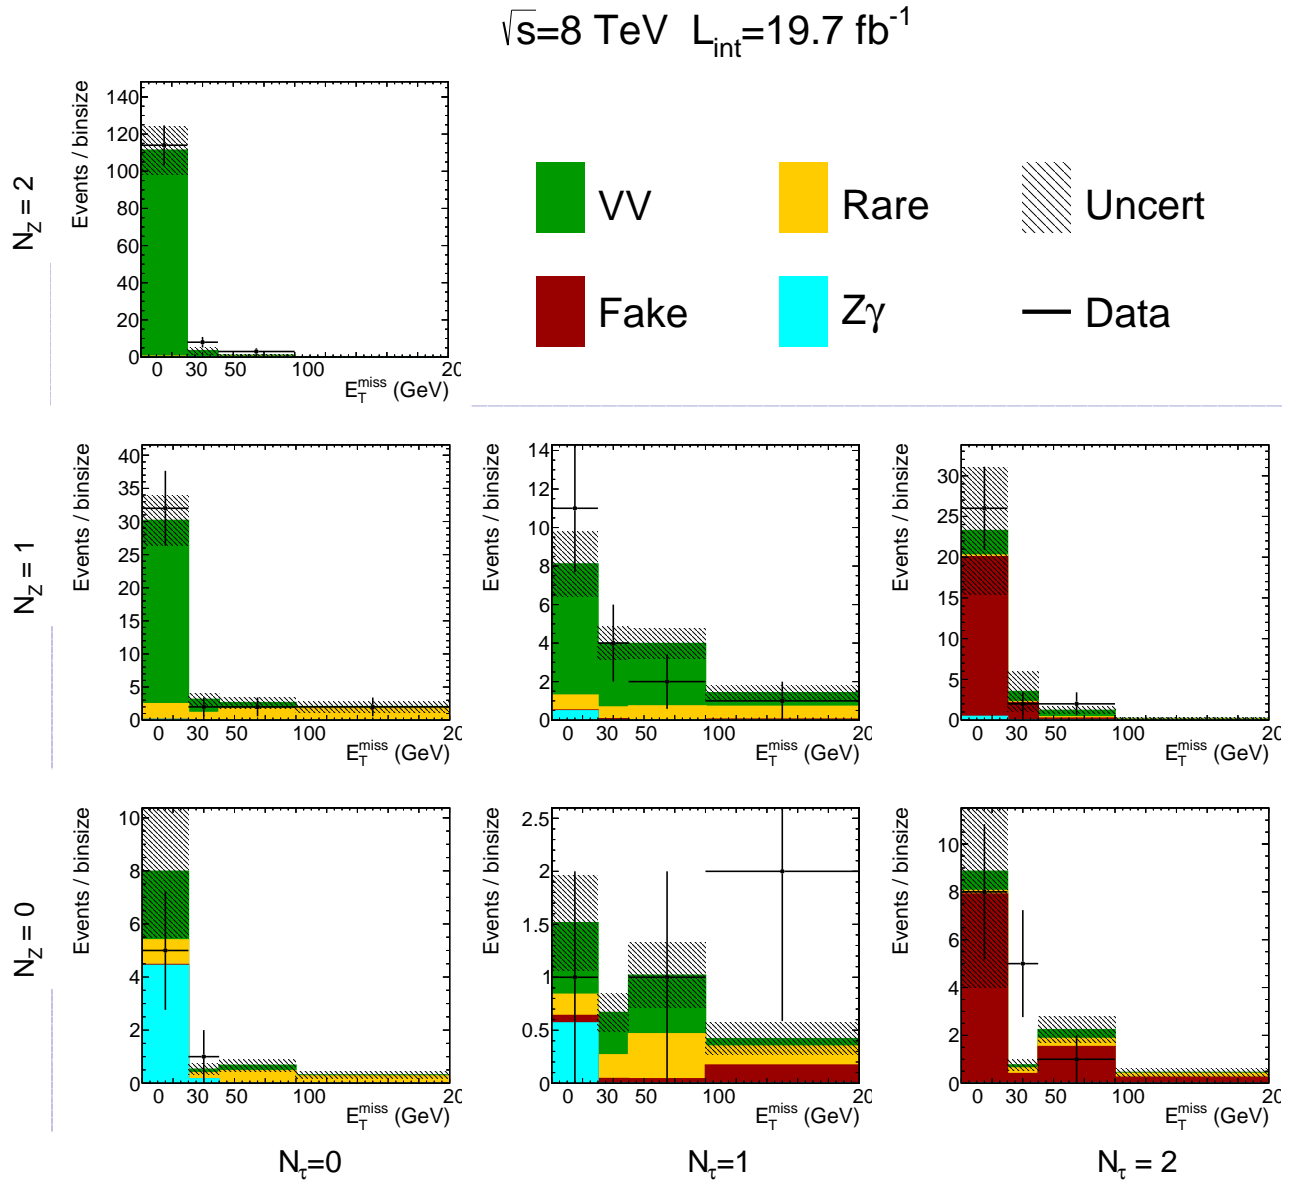 √s=8 TeV L_int=19.7 fb⁻¹
N_Z = 2
Events / binsize
140
120
100
80
60
40
20
0
0 30 50 100 20
E_T^miss (GeV)
VV
Rare
Uncert
Fake
Zγ
Data
N_Z = 1
Events / binsize
40
35
30
25
20
15
10
5
0
0 30 50 100 20
E_T^miss (GeV)
Events / binsize
14
12
10
8
6
4
2
0
0 30 50 100 20
E_T^miss (GeV)
Events / binsize
30
25
20
15
10
5
0
0 30 50 100 20
E_T^miss (GeV)
N_Z = 0
Events / binsize
10
8
6
4
2
0
0 30 50 100 20
E_T^miss (GeV)
Events / binsize
2.5
2
1.5
1
0.5
0
0 30 50 100 20
E_T^miss (GeV)
Events / binsize
10
8
6
4
2
0
0 30 50 100 20
E_T^miss (GeV)
N_τ=0
N_τ=1
N_τ = 2